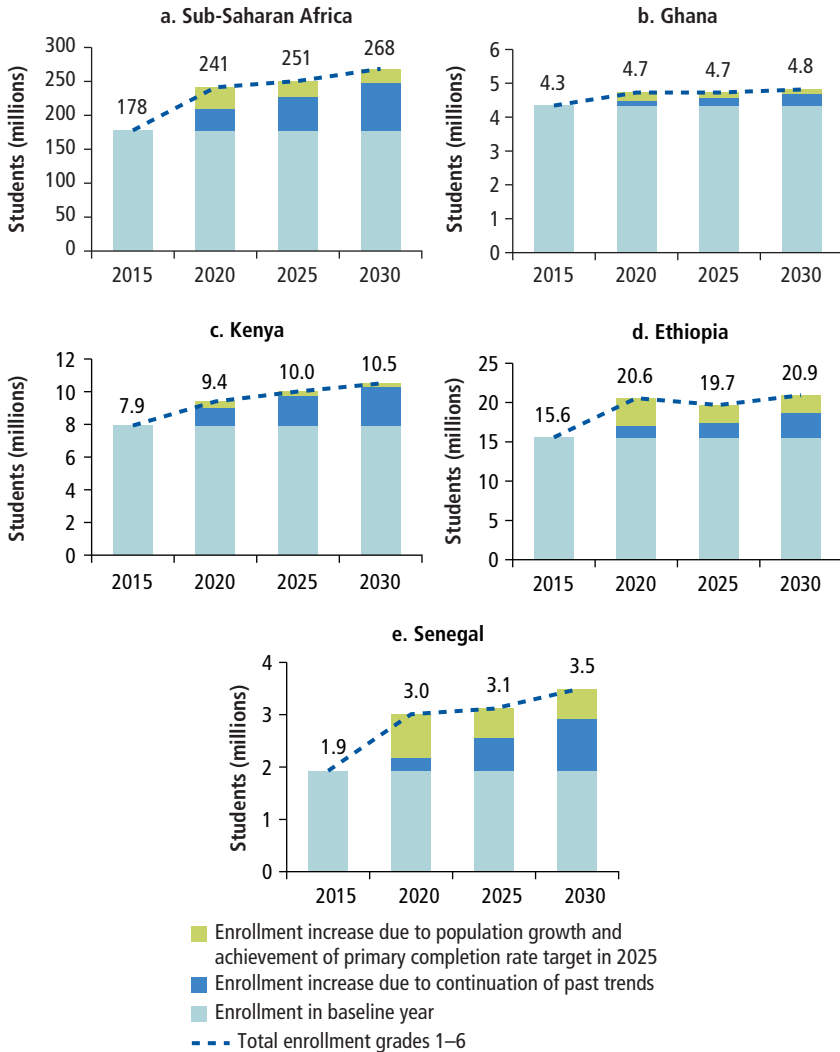 a. Sub-Saharan Africa
Students (millions)
300
250
200
150
100
50
0
178
241
251
268
2015 2020 2025 2030
b. Ghana
Students (millions)
6
5
4
3
2
1
0
4.3
4.7
4.7
4.8
2015 2020 2025 2030
c. Kenya
Students (millions)
12
10
8
6
4
2
0
7.9
9.4
10.0
10.5
2015 2020 2025 2030
d. Ethiopia
Students (millions)
25
20
15
10
5
0
15.6
20.6
19.7
20.9
2015 2020 2025 2030
e. Senegal
Students (millions)
4
3
2
1
0
1.9
3.0
3.1
3.5
2015 2020 2025 2030
Enrollment increase due to population growth and
achievement of primary completion rate target in 2025
Enrollment increase due to continuation of past trends
Enrollment in baseline year
Total enrollment grades 1–6